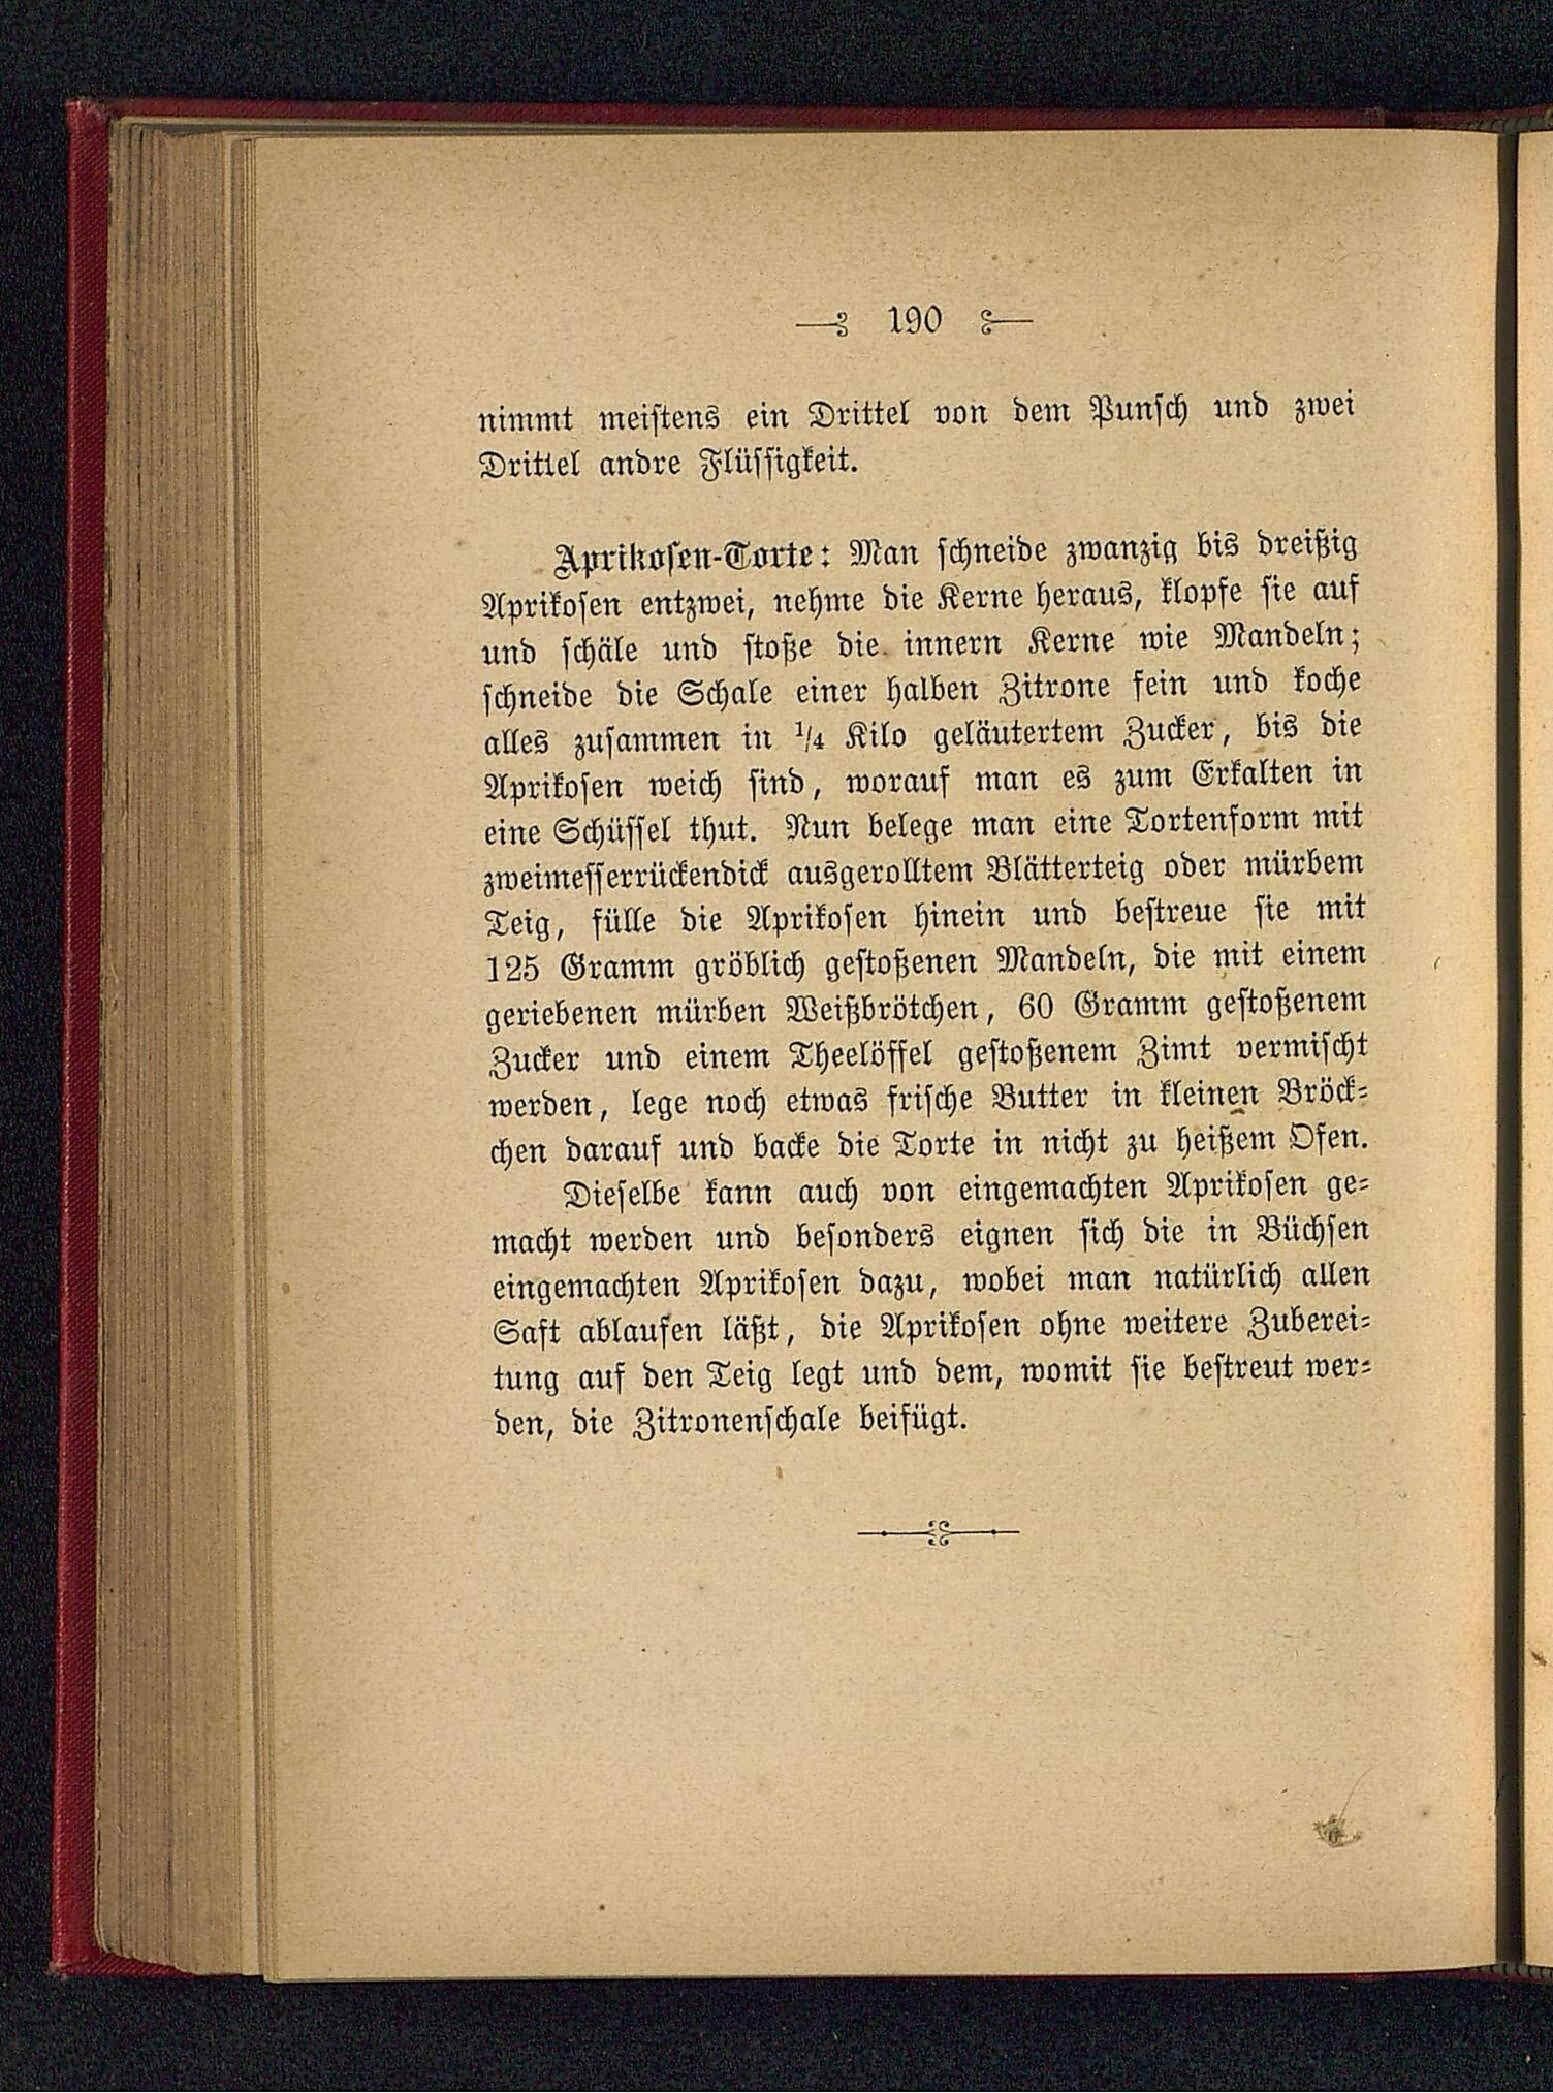 190
nimmt meistens ein Drittel von dem Punsch und zwei
Drittel andre Flüssigkeit.
Aprikosen-Torte: Man schneide zwanzig bis dreißig
Aprikosen entzwei, nehme die Kerne heraus, klopfe sie auf
und schäle und stoße die innern Kerne wie Mandeln;
schneide die Schale einer halben Zitrone fein und koche
alles zusammen in 1/4 Kilo geläutertem Zucker, bis die
Aprikosen weich sind, worauf man es zum Erkalten in
eine Schüssel thut. Nun belege man eine Tortenform mit
zweimesserrückendick ausgerolltem Blätterteig oder mürbem
Teig, fülle die Aprikosen hinein und bestreue sie mit
125 Gramm gröblich gestoßenen Mandeln, die mit einem
geriebenen mürben Weißbrötchen, 60 Gramm gestoßenem
Zucker und einem Theelöffel gestoßenem Zimt vermischt
werden, lege noch etwas frische Butter in kleinen Bröck-
chen darauf und backe die Torte in nicht zu heißem Ofen.
Dieselbe kann auch von eingemachten Aprikosen ge-
macht werden und besonders eignen sich die in Büchsen
eingemachten Aprikosen dazu, wobei man natürlich allen
Saft ablaufen läßt, die Aprikosen ohne weitere Zuberei-
tung auf den Teig legt und dem, womit sie bestreut wer-
den, die Zitronenschale beifügt.